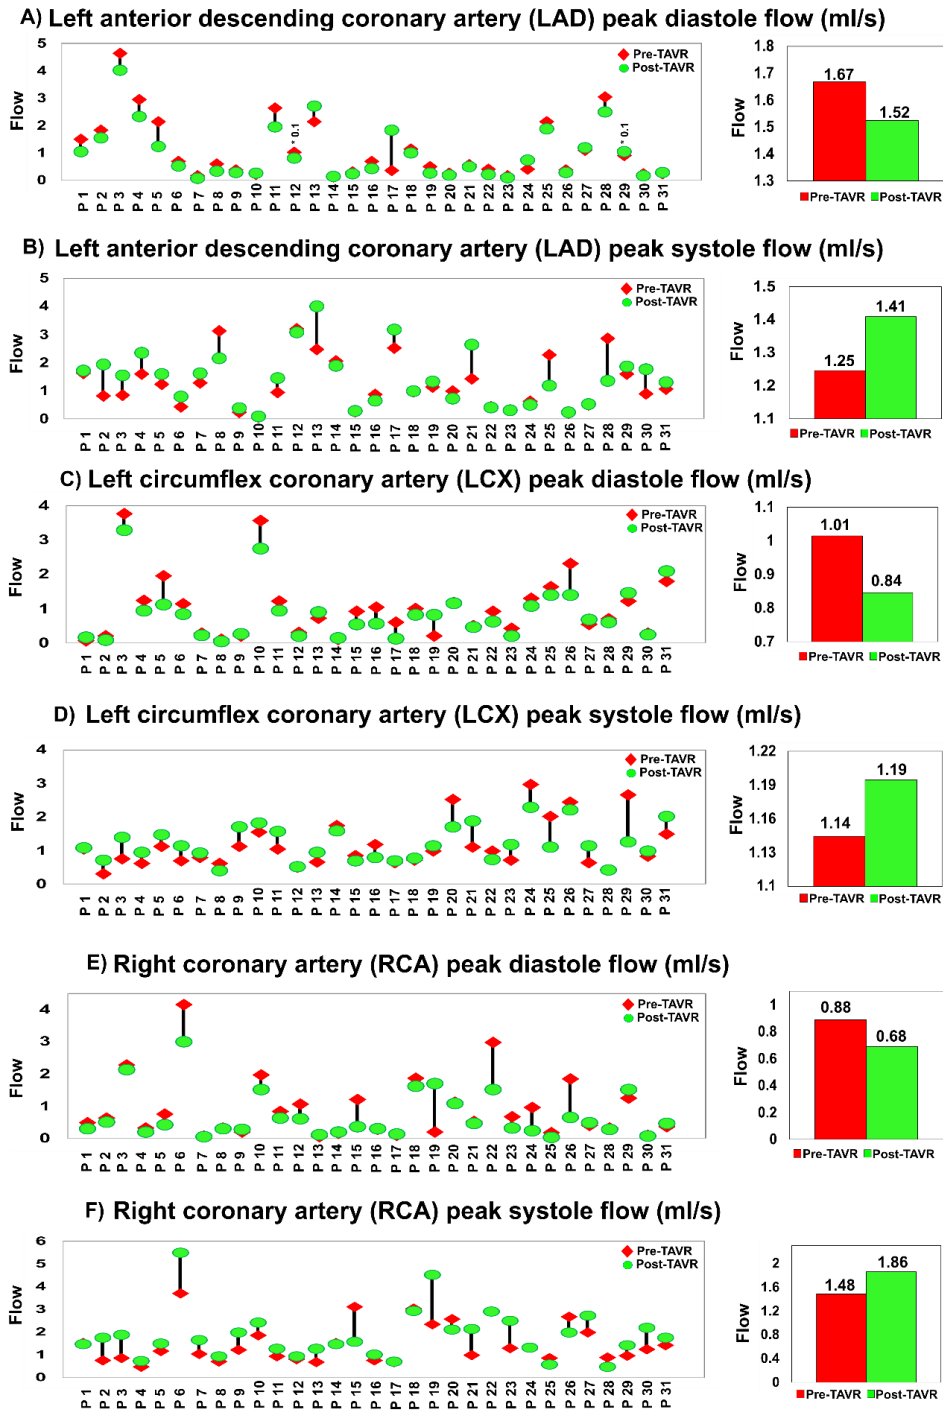 A) Left anterior descending coronary artery (LAD) peak diastole flow (ml/s)
5
4
3
2
1
0
Flow
Pre-TAVR
Post-TAVR
* 0.1
* 0.1
P 1 P 2 P 3 P 4 P 5 P 6 P 7 P 8 P 9 P 10 P 11 P 12 P 13 P 14 P 15 P 16 P 17 P 18 P 19 P 20 P 21 P 22 P 23 P 24 P 25 P 26 P 27 P 28 P 29 P 30 P 31
1.8
1.7
1.6
1.5
1.4
1.3
Flow
1.67
1.52
Pre-TAVR Post-TAVR
B) Left anterior descending coronary artery (LAD) peak systole flow (ml/s)
5
4
3
2
1
0
Flow
Pre-TAVR
Post-TAVR
P 1 P 2 P 3 P 4 P 5 P 6 P 7 P 8 P 9 P 10 P 11 P 12 P 13 P 14 P 15 P 16 P 17 P 18 P 19 P 20 P 21 P 22 P 23 P 24 P 25 P 26 P 27 P 28 P 29 P 30 P 31
1.5
1.4
1.3
1.2
1.1
Flow
1.25
1.41
Pre-TAVR Post-TAVR
C) Left circumflex coronary artery (LCX) peak diastole flow (ml/s)
4
3
2
1
0
Flow
Pre-TAVR
Post-TAVR
P 1 P 2 P 3 P 4 P 5 P 6 P 7 P 8 P 9 P 10 P 11 P 12 P 13 P 14 P 15 P 16 P 17 P 18 P 19 P 20 P 21 P 22 P 23 P 24 P 25 P 26 P 27 P 28 P 29 P 30 P 31
1.1
1
0.9
0.8
0.7
Flow
1.01
0.84
Pre-TAVR Post-TAVR
D) Left circumflex coronary artery (LCX) peak systole flow (ml/s)
4
3
2
1
0
Flow
Pre-TAVR
Post-TAVR
P 1 P 2 P 3 P 4 P 5 P 6 P 7 P 8 P 9 P 10 P 11 P 12 P 13 P 14 P 15 P 16 P 17 P 18 P 19 P 20 P 21 P 22 P 23 P 24 P 25 P 26 P 27 P 28 P 29 P 30 P 31
1.22
1.19
1.16
1.13
1.1
Flow
1.14
1.19
Pre-TAVR Post-TAVR
E) Right coronary artery (RCA) peak diastole flow (ml/s)
4
3
2
1
0
Flow
Pre-TAVR
Post-TAVR
P 1 P 2 P 3 P 4 P 5 P 6 P 7 P 8 P 9 P 10 P 11 P 12 P 13 P 14 P 15 P 16 P 17 P 18 P 19 P 20 P 21 P 22 P 23 P 24 P 25 P 26 P 27 P 28 P 29 P 30 P 31
1
0.8
0.6
0.4
0.2
0
Flow
0.88
0.68
Pre-TAVR Post-TAVR
F) Right coronary artery (RCA) peak systole flow (ml/s)
6
5
4
3
2
1
0
Flow
Pre-TAVR
Post-TAVR
P 1 P 2 P 3 P 4 P 5 P 6 P 7 P 8 P 9 P 10 P 11 P 12 P 13 P 14 P 15 P 16 P 17 P 18 P 19 P 20 P 21 P 22 P 23 P 24 P 25 P 26 P 27 P 28 P 29 P 30 P 31
2
1.6
1.2
0.8
0.4
0
Flow
1.48
1.86
Pre-TAVR Post-TAVR